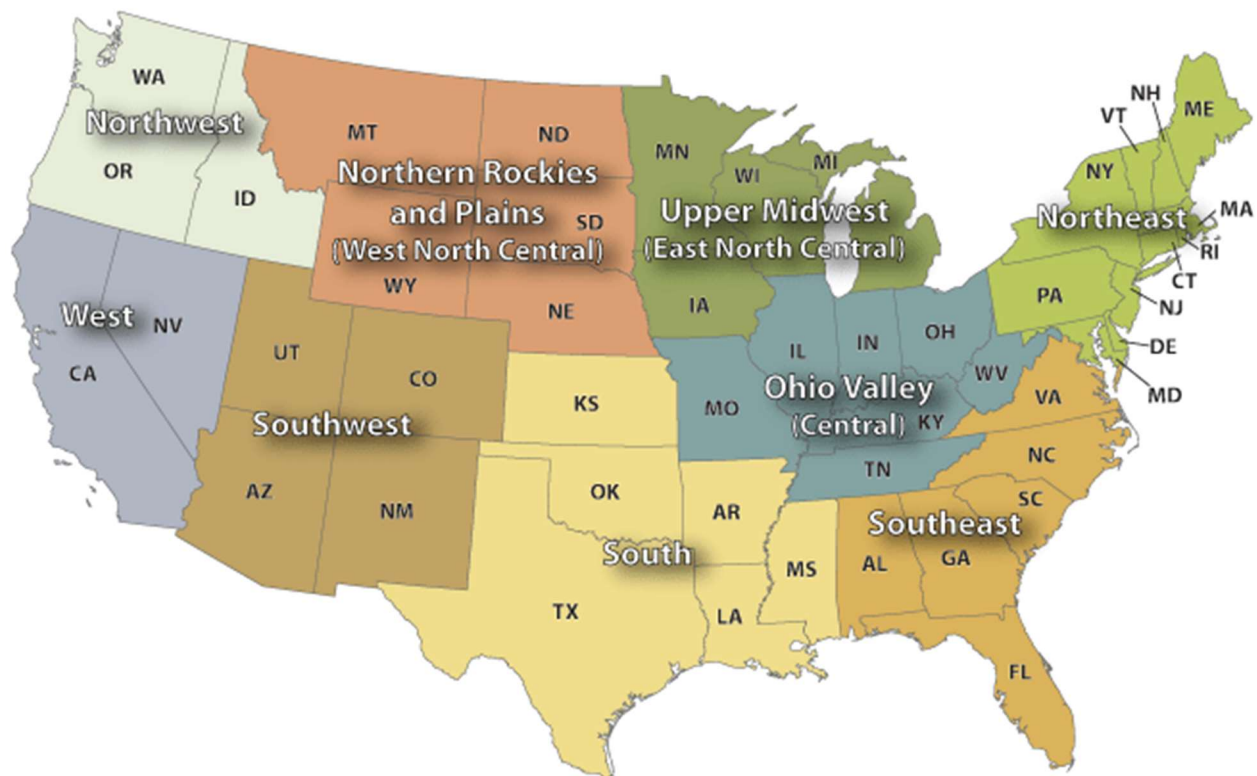 WA
Northwest
OR
ID
MT
ND
Northern Rockies
and Plains
(West North Central)
SD
WY
NE
MN
WI
MI
Upper Midwest
(East North Central)
IA
NH
VT
ME
NY
MA
Northeast
RI
CT
PA
NJ
DE
MD
West
NV
CA
UT
CO
Southwest
AZ
NM
KS
OK
AR
South
TX
LA
MS
IL
IN
OH
WV
Ohio Valley
(Central)
MO
KY
TN
VA
NC
SC
Southeast
AL
GA
FL